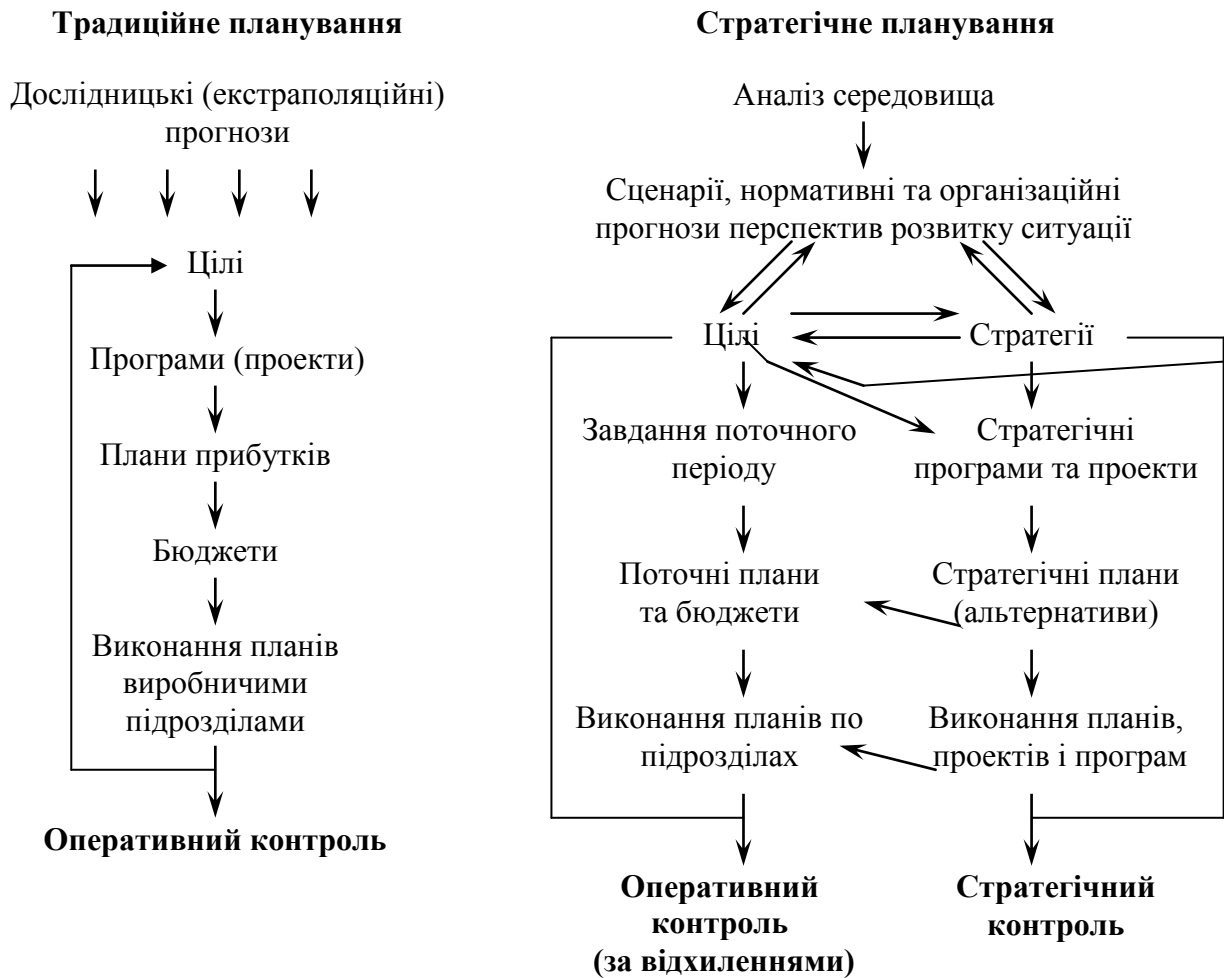 Традиційне планування
Дослідницькі (екстраполяційні)
прогнози
Цілі
Програми (проекти)
Плани прибутків
Бюджети
Виконання планів
виробничими
підрозділами
Оперативний контроль
Стратегічне планування
Аналіз середовища
Сценарії, нормативні та організаційні
прогнози перспектив розвитку ситуації
Цілі
Стратегії
Завдання поточного
періоду
Стратегічні
програми та проекти
Поточні плани
та бюджети
Стратегічні плани
(альтернативи)
Виконання планів по
підрозділах
Виконання планів,
проектів і програм
Оперативний
контроль
(за відхиленнями)
Стратегічний
контроль